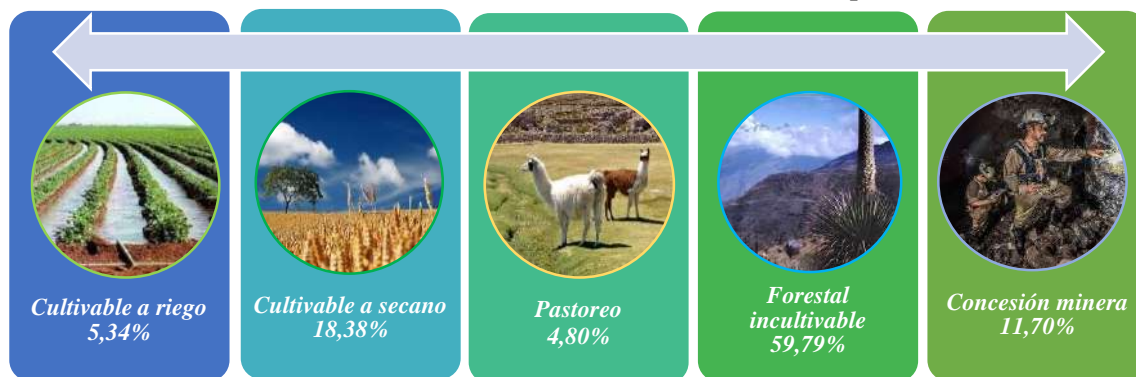 Cultivable a riego
5,34%
Cultivable a secano
18,38%
Pastoreo
4,80%
Forestal
incultivable
59,79%
Concesión minera
11,70%